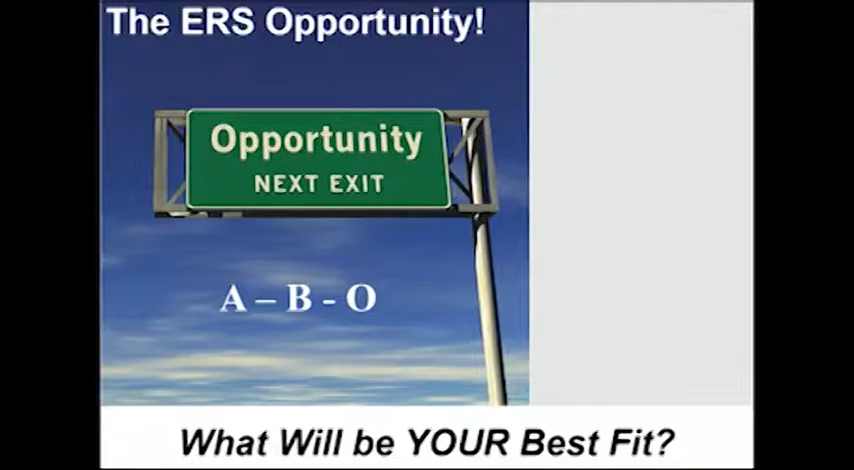 The ERS Opportunity!
Opportunity
NEXT EXIT
A – B - O
What Will be YOUR Best Fit?